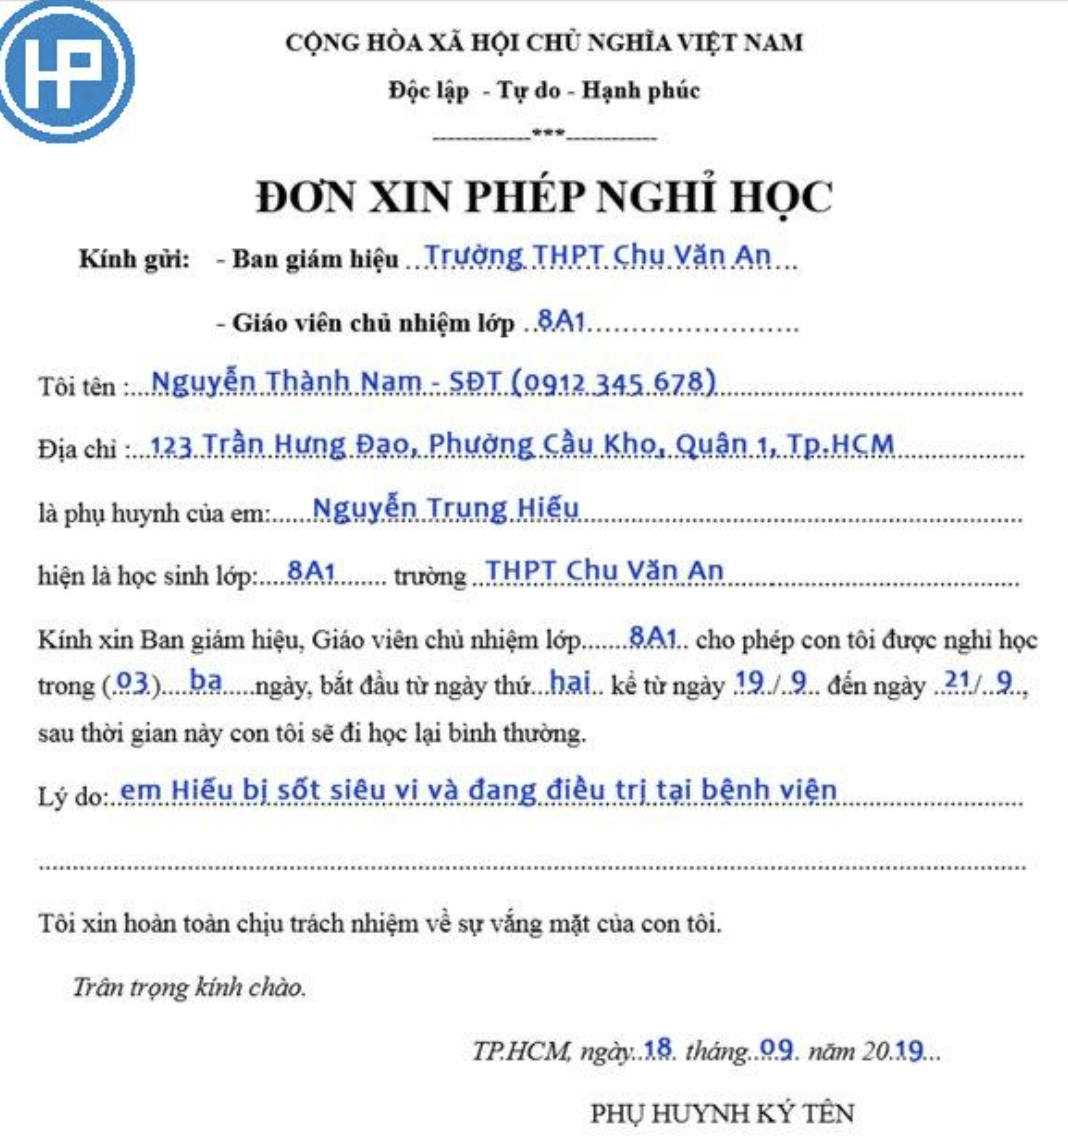 HP
CỘNG HÒA XÃ HỘI CHỦ NGHĨA VIỆT NAM
Độc lập - Tự do - Hạnh phúc
-------------***------------
ĐƠN XIN PHÉP NGHỈ HỌC
Kính gửi: - Ban giám hiệu ...Trường THPT Chu Văn An...
- Giáo viên chủ nhiệm lớp ..8A1...........................
Tôi tên :...Nguyễn Thành Nam - SĐT (0912 345 678)...........................
Địa chỉ :...123 Trần Hưng Đạo, Phường Cầu Kho, Quận 1, Tp.HCM....................
là phụ huynh của em:......Nguyễn Trung Hiếu...........................
hiện là học sinh lớp:....8A1........ trường ..THPT Chu Văn An...........................
Kính xin Ban giám hiệu, Giáo viên chủ nhiệm lớp.......8A1.. cho phép con tôi được nghỉ học
trong (.03.)....ba.....ngày, bắt đầu từ ngày thứ...hai.. kể từ ngày .19./ 9.. đến ngày ..21/..9..,
sau thời gian này con tôi sẽ đi học lại bình thường.
Lý do:..em Hiếu bị sốt siêu vi và đang điều trị tại bệnh viện...........................
Tôi xin hoàn toàn chịu trách nhiệm về sự vắng mặt của con tôi.
Trân trọng kính chào.
TP.HCM, ngày..18. tháng..09. năm 20.19...
PHỤ HUYNH KÝ TÊN